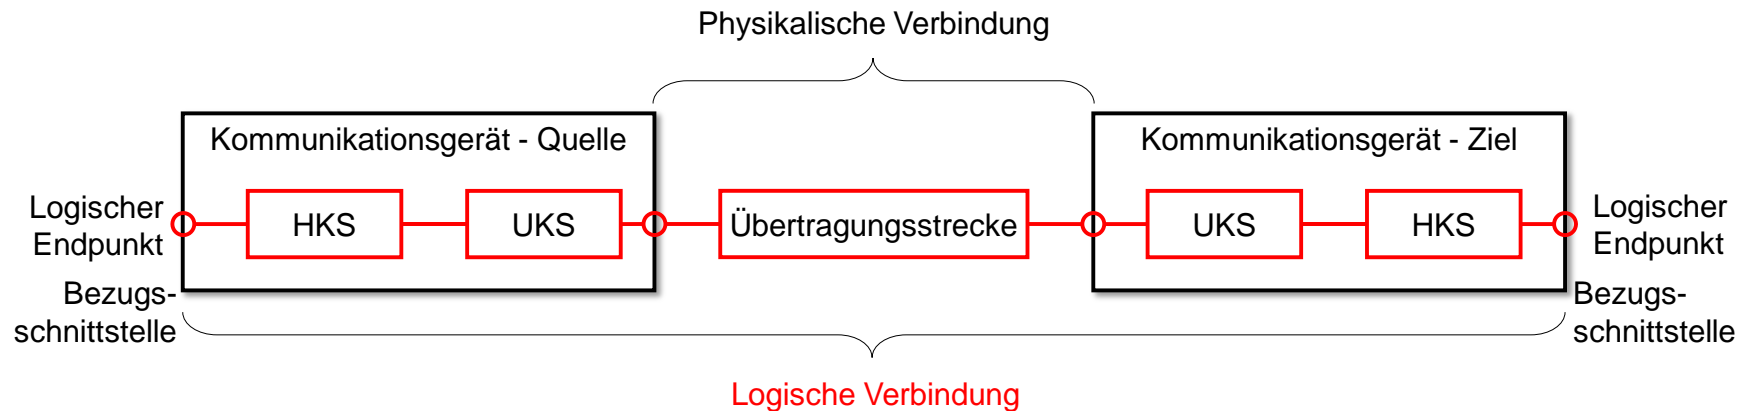 Physikalische Verbindung
Kommunikationsgerät - Quelle
Kommunikationsgerät - Ziel
Logischer
Endpunkt
HKS
UKS
Übertragungsstrecke
UKS
HKS
Logischer
Endpunkt
Bezugs-
schnittstelle
Bezugs-
schnittstelle
Logische Verbindung